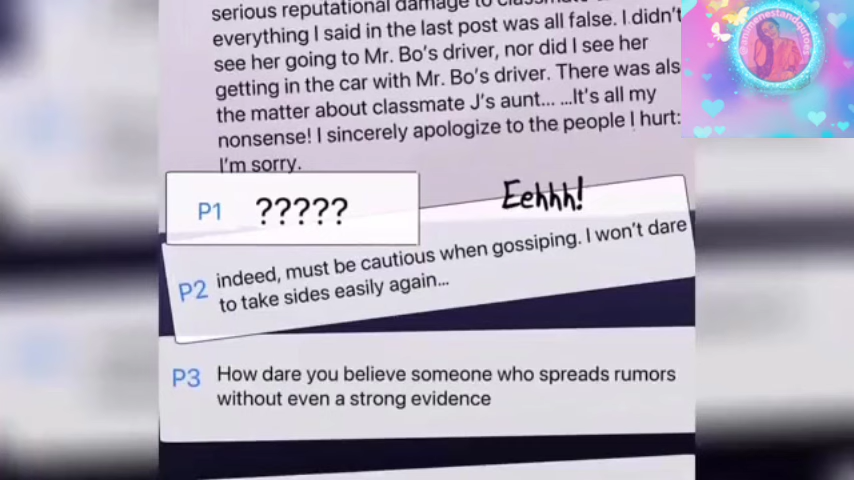 serious reputational damage to
everything I said in the last post was all false. I didn't
see her going to Mr. Bo's driver, nor did I see her
getting in the car with Mr. Bo's driver. There was als
the matter about classmate J's aunt... ...It's all my
nonsense! I sincerely apologize to the people I hurt:
I'm sorry.
P1 ?????
Eehhh!
P2 indeed, must be cautious when gossiping. I won't dare
to take sides easily again...
P3 How dare you believe someone who spreads rumors
without even a strong evidence